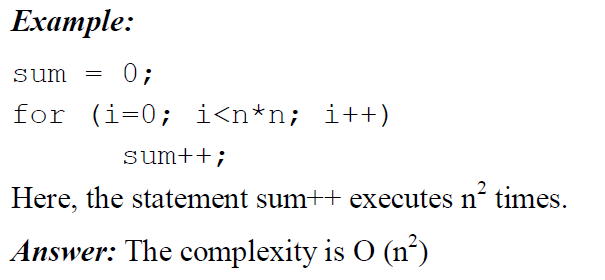 Example:
sum = 0;
for (i=0; i<n*n; i++)
sum++;
Here, the statement sum++ executes n² times.
Answer: The complexity is O (n²)